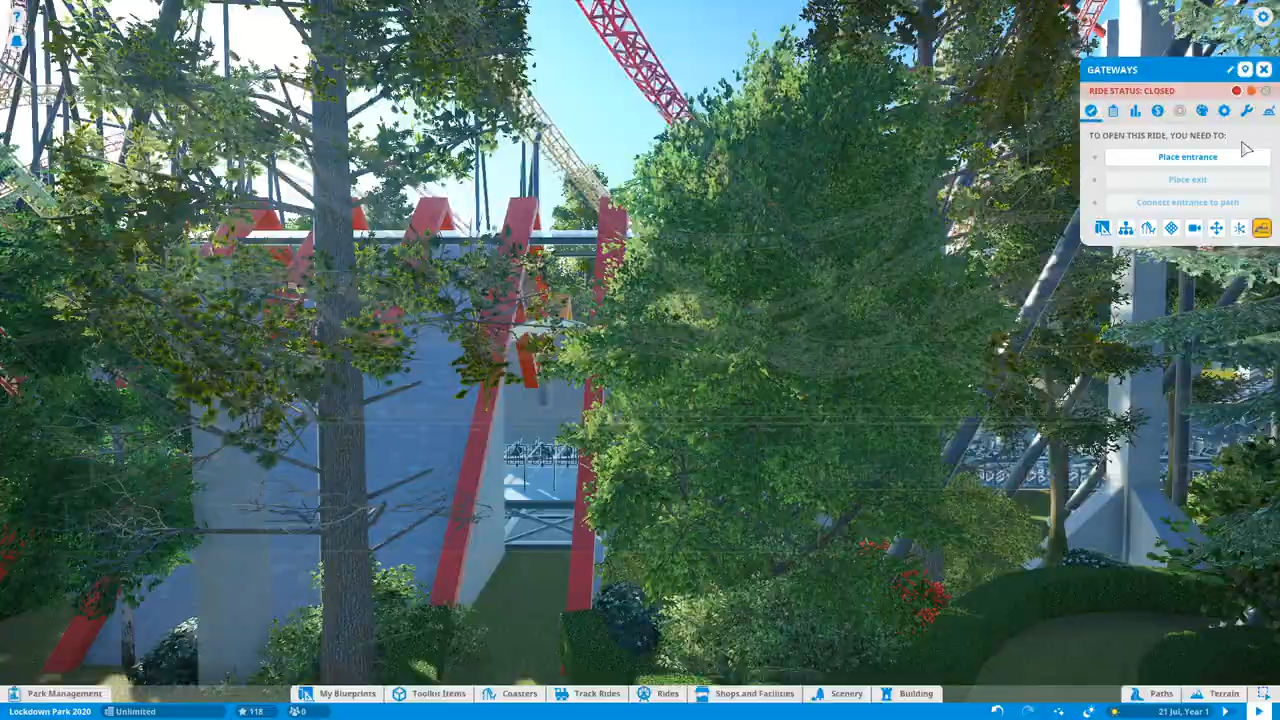 ?
GATEWAYS
RIDE STATUS: CLOSED
TO OPEN THIS RIDE, YOU NEED TO:
Place entrance
Place exit
Connect entrance to path
Park Management
My Blueprints
Toolkit Items
Coasters
Track Rides
Rides
Shops and Facilities
Scenery
Building
Paths
Terrain
Lockdown Park 2020
Unlimited
118
0
21 Jul, Year 1